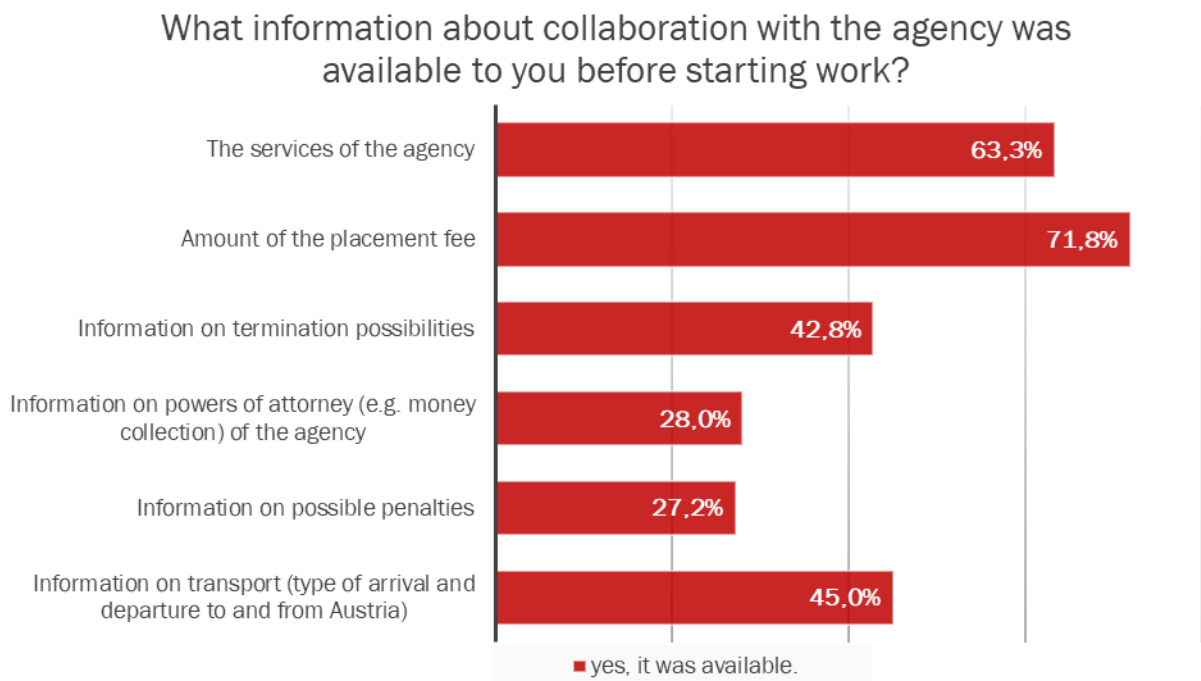 What information about collaboration with the agency was
available to you before starting work?
The services of the agency
63,3%
Amount of the placement fee
71,8%
Information on termination possibilities
42,8%
Information on powers of attorney (e.g. money
collection) of the agency
28,0%
Information on possible penalties
27,2%
Information on transport (type of arrival and
departure to and from Austria)
45,0%
yes, it was available.